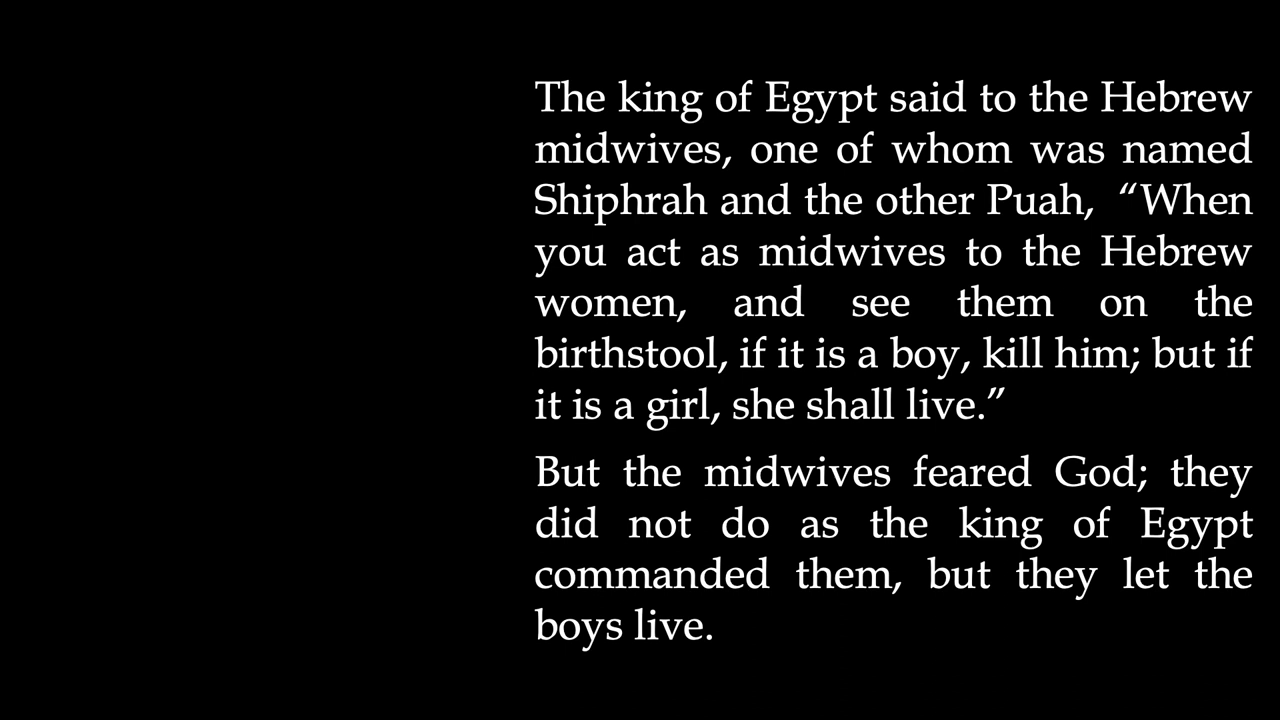 The king of Egypt said to the Hebrew
midwives, one of whom was named
Shiphrah and the other Puah,  “When
you act as midwives to the Hebrew
women, and see them on the
birthstool, if it is a boy, kill him; but if
it is a girl, she shall live.”
But the midwives feared God; they
did not do as the king of Egypt
commanded them, but they let the
boys live.